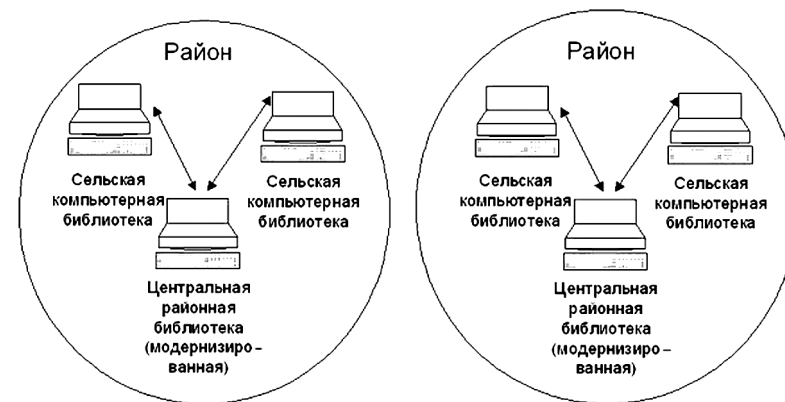 Район
Сельская
компьютерная
библиотека
Сельская
компьютерная
библиотека
Центральная
районная
библиотека
(модернизиро –
ванная)
Район
Сельская
компьютерная
библиотека
Сельская
компьютерная
библиотека
Центральная
районная
библиотека
(модернизиро –
ванная)